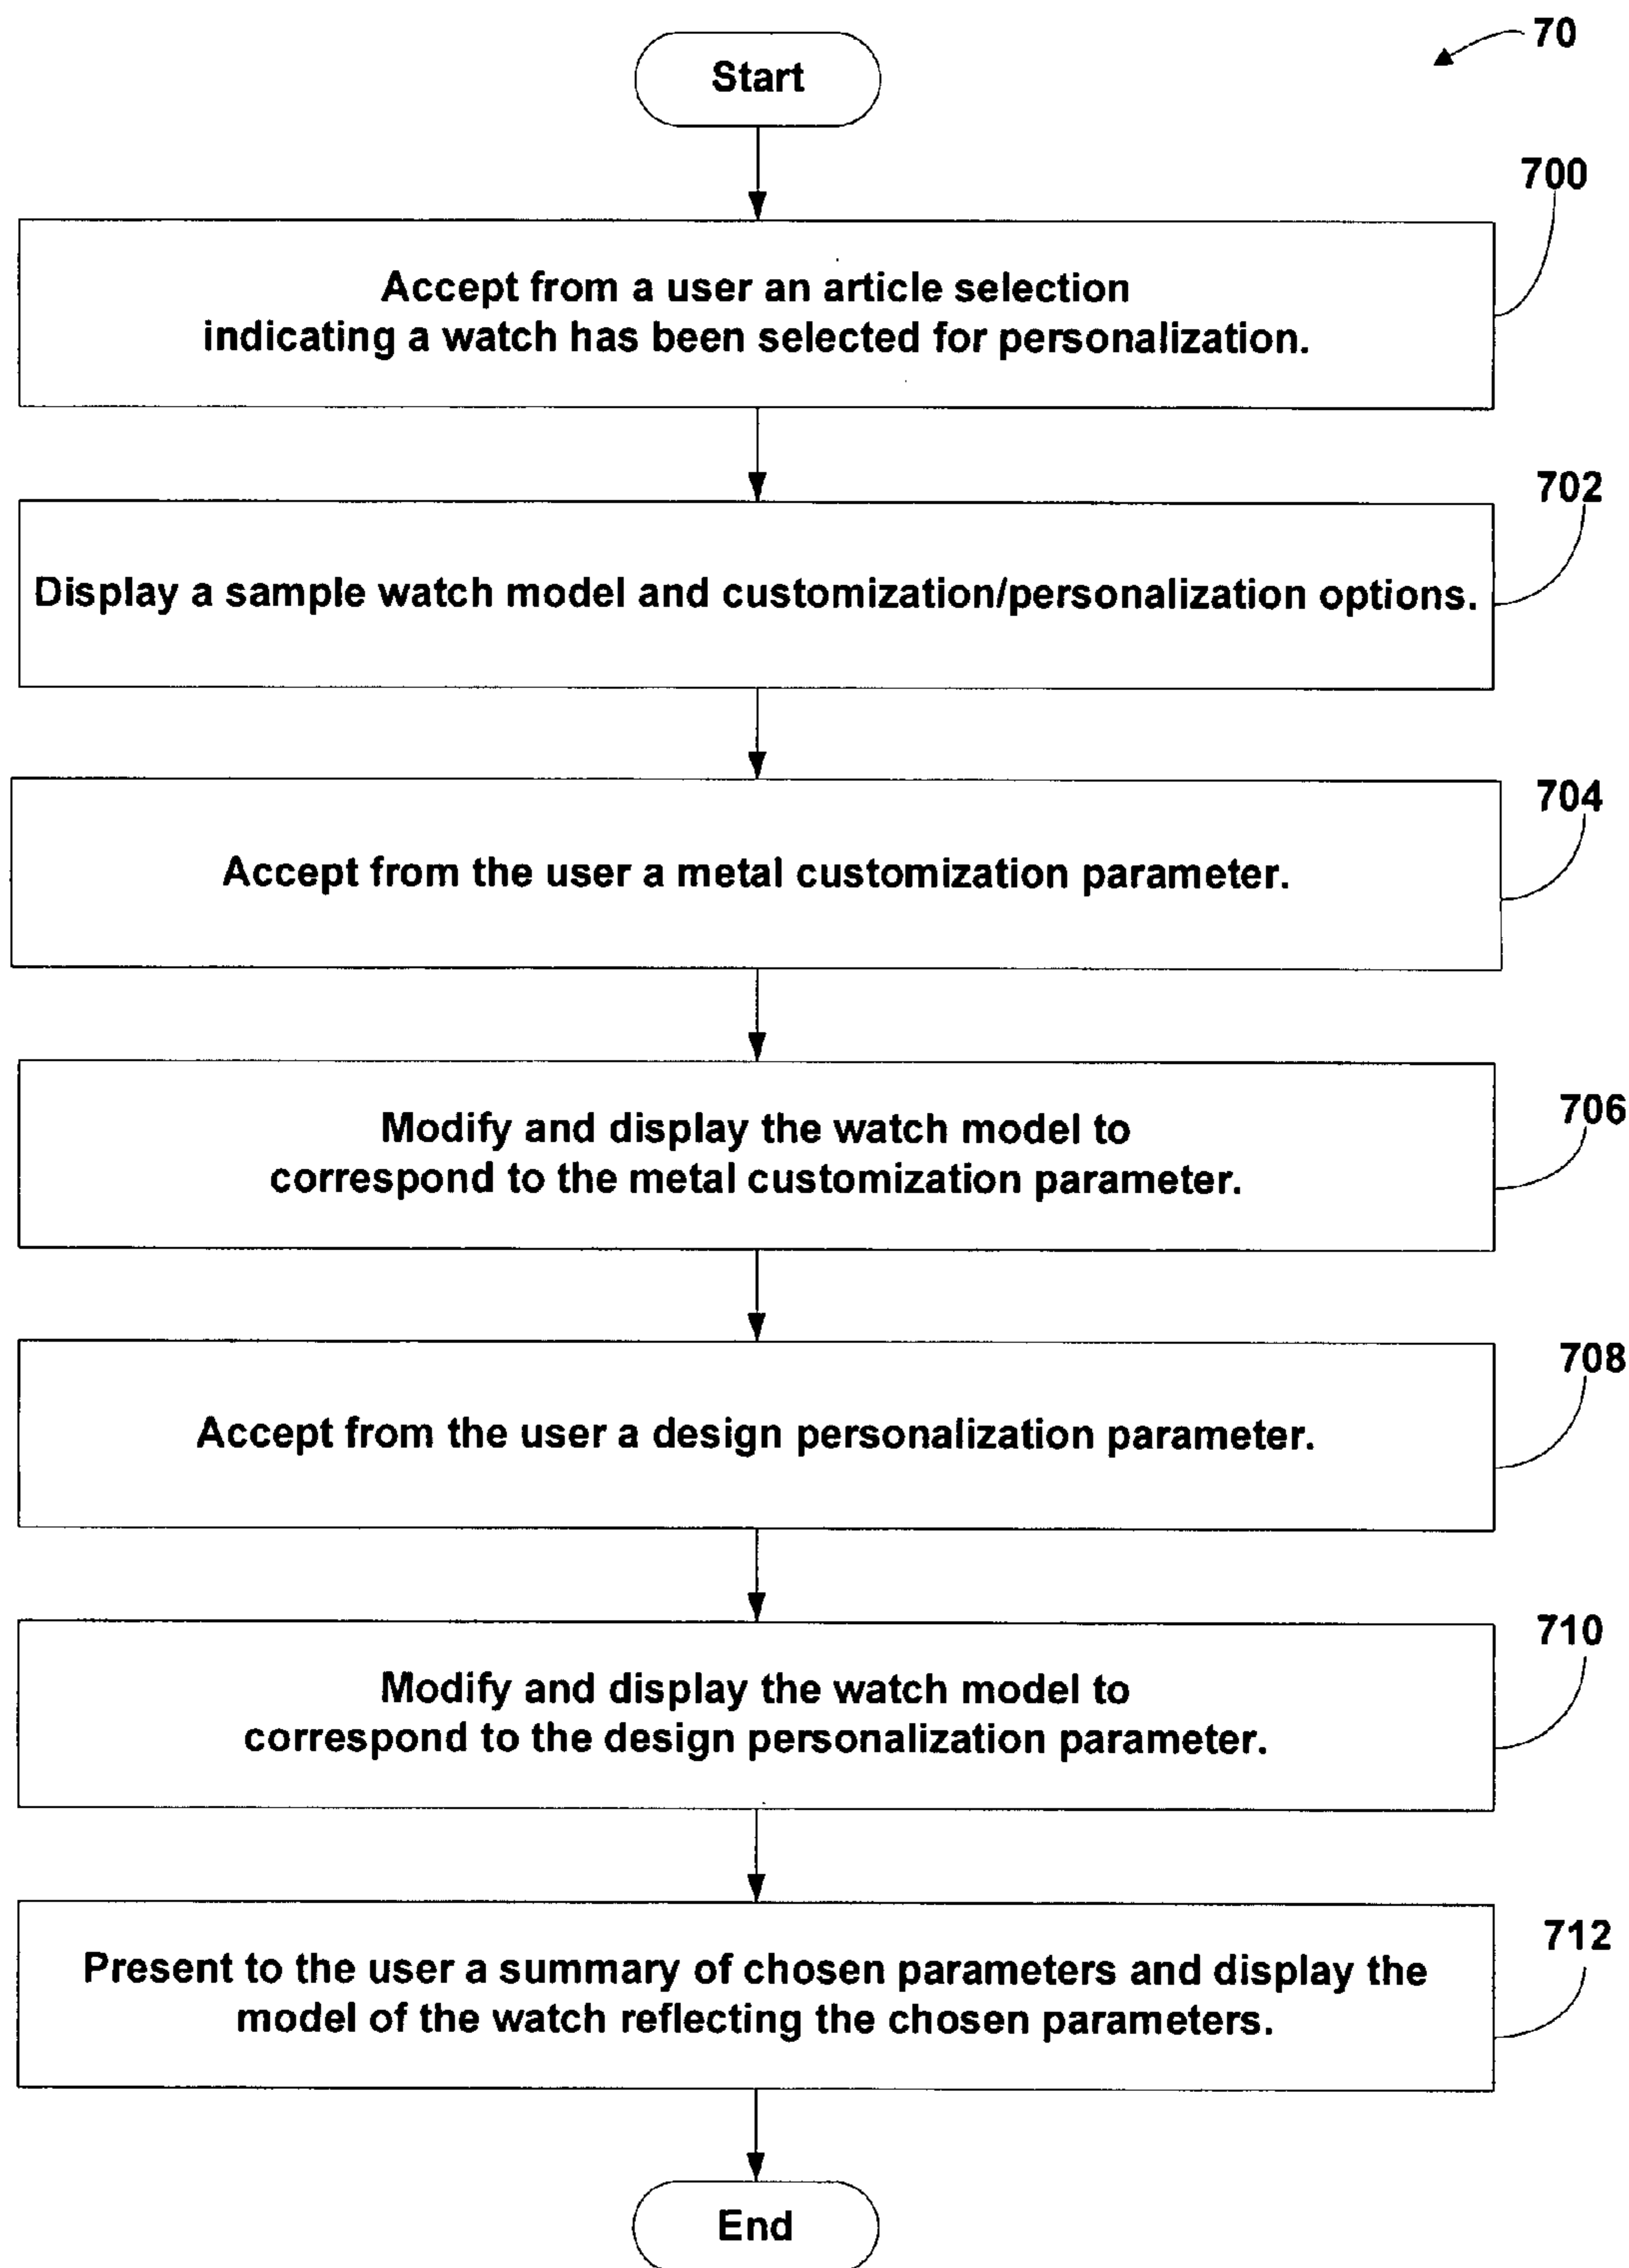 70
Start
700
Accept from a user an article selection
indicating a watch has been selected for personalization.
702
Display a sample watch model and customization/personalization options.
704
Accept from the user a metal customization parameter.
706
Modify and display the watch model to
correspond to the metal customization parameter.
708
Accept from the user a design personalization parameter.
710
Modify and display the watch model to
correspond to the design personalization parameter.
712
Present to the user a summary of chosen parameters and display the
model of the watch reflecting the chosen parameters.
End